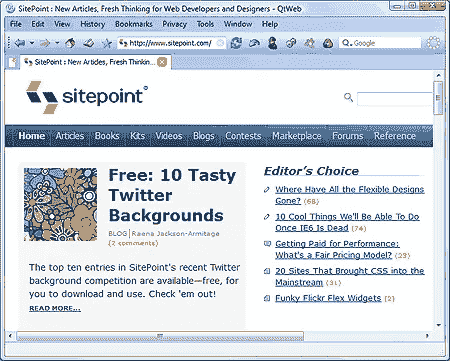 SitePoint : New Articles, Fresh Thinking for Web Developers and Designers - QtWeb
File Edit View History Bookmarks Privacy Tools Window Help
http://www.sitepoint.com/ Google
SitePoint : New Articles, Fresh Thinkin...
sitepoint
Home Articles Books Kits Videos Blogs Contests Marketplace Forums Reference
Free: 10 Tasty
Twitter
Backgrounds
BLOG | Raena Jackson-Armitage
(2 comments)
The top ten entries in SitePoint's recent Twitter
background competition are available—free, for
you to download and use. Check 'em out!
READ MORE...
Editor's Choice
Where Have All the Flexible Designs
Gone? (68)
10 Cool Things We'll Be Able To Do
Once IE6 Is Dead (74)
Getting Paid for Performance:
What's a Fair Pricing Model? (23)
20 Sites That Brought CSS into the
Mainstream (31)
Funky Flickr Flex Widgets (2)